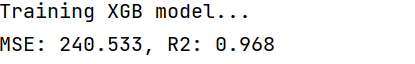 Training XGB model...
MSE: 240.533, R2: 0.968